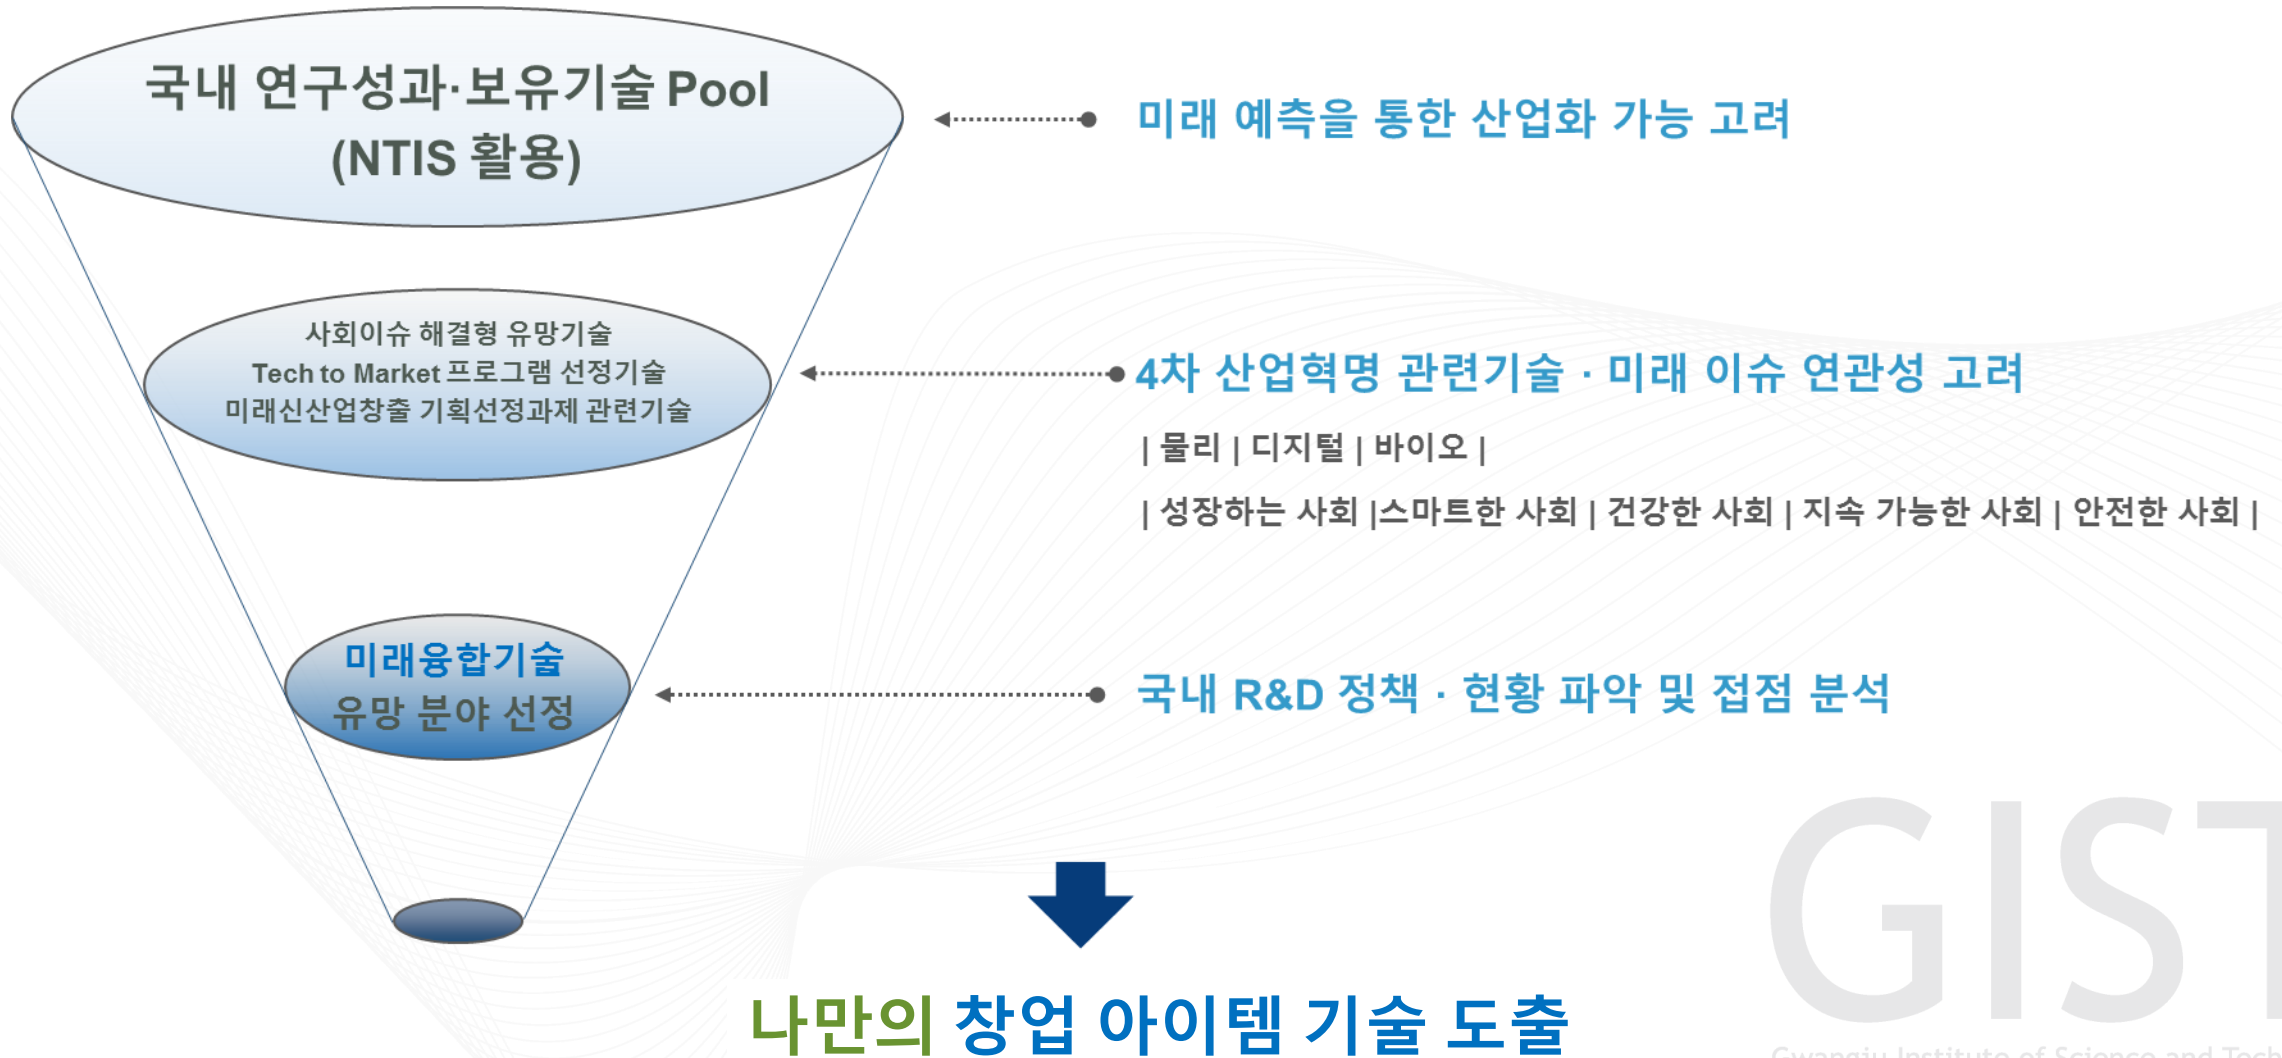 국내 연구성과·보유기술 Pool
(NTIS 활용)
미래 예측을 통한 산업화 가능 고려
사회이슈 해결형 유망기술
Tech to Market 프로그램 선정기술
미래신산업창출 기획선정과제 관련기술
4차 산업혁명 관련기술 · 미래 이슈 연관성 고려
| 물리 | 디지털 | 바이오 |
| 성장하는 사회 |스마트한 사회 | 건강한 사회 | 지속 가능한 사회 | 안전한 사회 |
미래융합기술
유망 분야 선정
국내 R&D 정책 · 현황 파악 및 접점 분석
나만의 창업 아이템 기술 도출
GIST
Gwangju Institute of Science and Tech